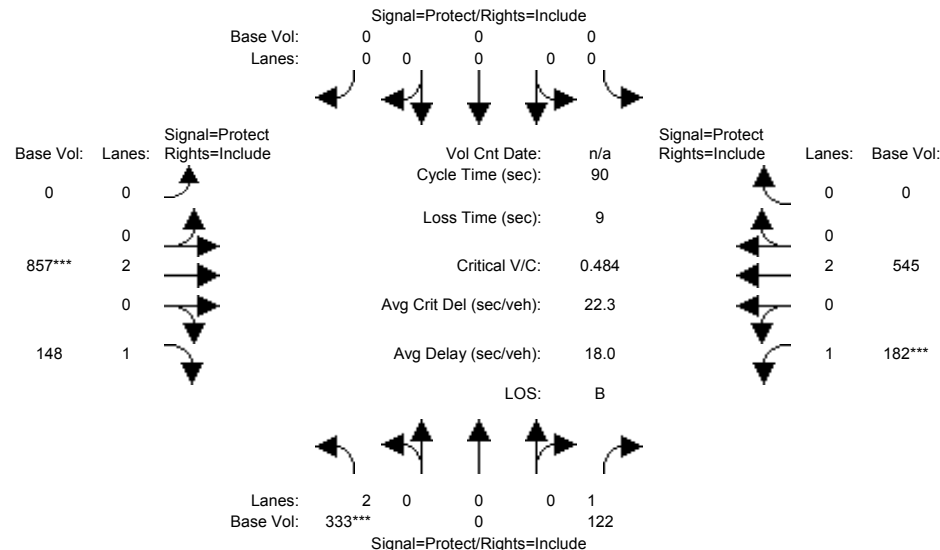 Signal=Protect/Rights=Include
Base Vol: 0 0 0
Lanes: 0 0 0 0 0
Signal=Protect Signal=Protect
Base Vol: Lanes: Rights=Include Vol Cnt Date: n/a Rights=Include Lanes: Base Vol:
Cycle Time (sec): 90
0 0 0 0
Loss Time (sec): 9
0 0
857*** 2 Critical V/C: 0.484 2 545
0 Avg Crit Del (sec/veh): 22.3 0
148 1 Avg Delay (sec/veh): 18.0 1 182***
LOS: B
Lanes: 2 0 0 0 1
Base Vol: 333*** 0 122
Signal=Protect/Rights=Include